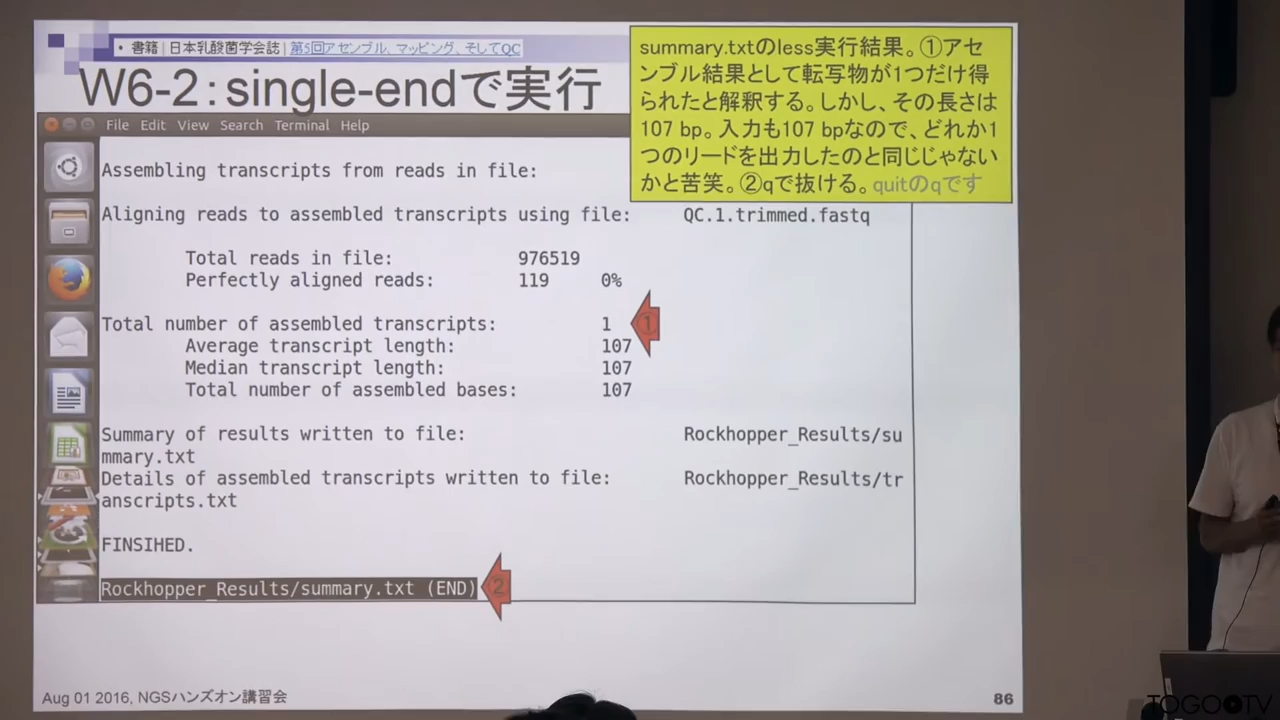 • 書籍 | 日本乳酸菌学会誌 | 第5回アセンブル、マッピング、そしてQC
W6-2：single-endで実行
summary.txtのless実行結果。①アセ
ンブル結果として転写物が1つだけ得
られたと解釈する。しかし、その長さは
107 bp。入力も107 bpなので、どれか1
つのリードを出力したのと同じじゃない
かと苦笑。②qで抜ける。quitのqです
File Edit View Search Terminal Help
Assembling transcripts from reads in file:
Aligning reads to assembled transcripts using file: QC.1.trimmed.fastq
Total reads in file: 976519
Perfectly aligned reads: 119 0%
Total number of assembled transcripts: 1 ①
Average transcript length: 107
Median transcript length: 107
Total number of assembled bases: 107
Summary of results written to file: Rockhopper_Results/su
mmary.txt
Details of assembled transcripts written to file: Rockhopper_Results/tr
anscripts.txt
FINSIHED.
Rockhopper_Results/summary.txt (END) ②
Aug 01 2016, NGSハンズオン講習会
86
TOGOTV